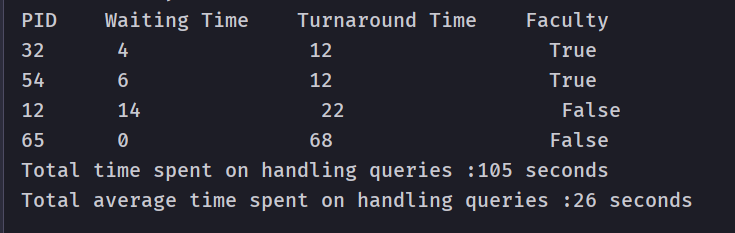 PID    Waiting Time    Turnaround Time    Faculty
32      4               12                  True
54      6               12                  True
12      14               22                  False
65      0               68                  False
Total time spent on handling queries :105 seconds
Total average time spent on handling queries :26 seconds